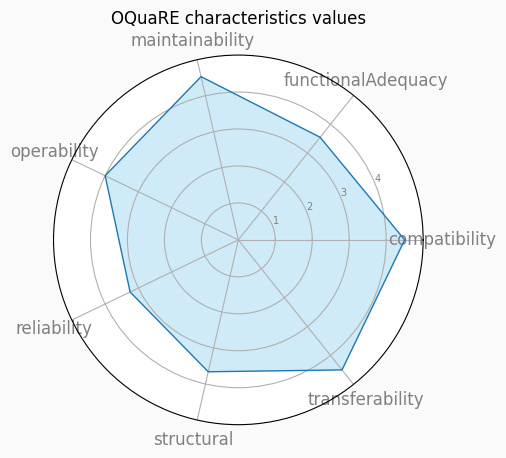 OQuaRE characteristics values
maintainability
functionalAdequacy
operability
4
3
2
1
compatibility
reliability
transferability
structural